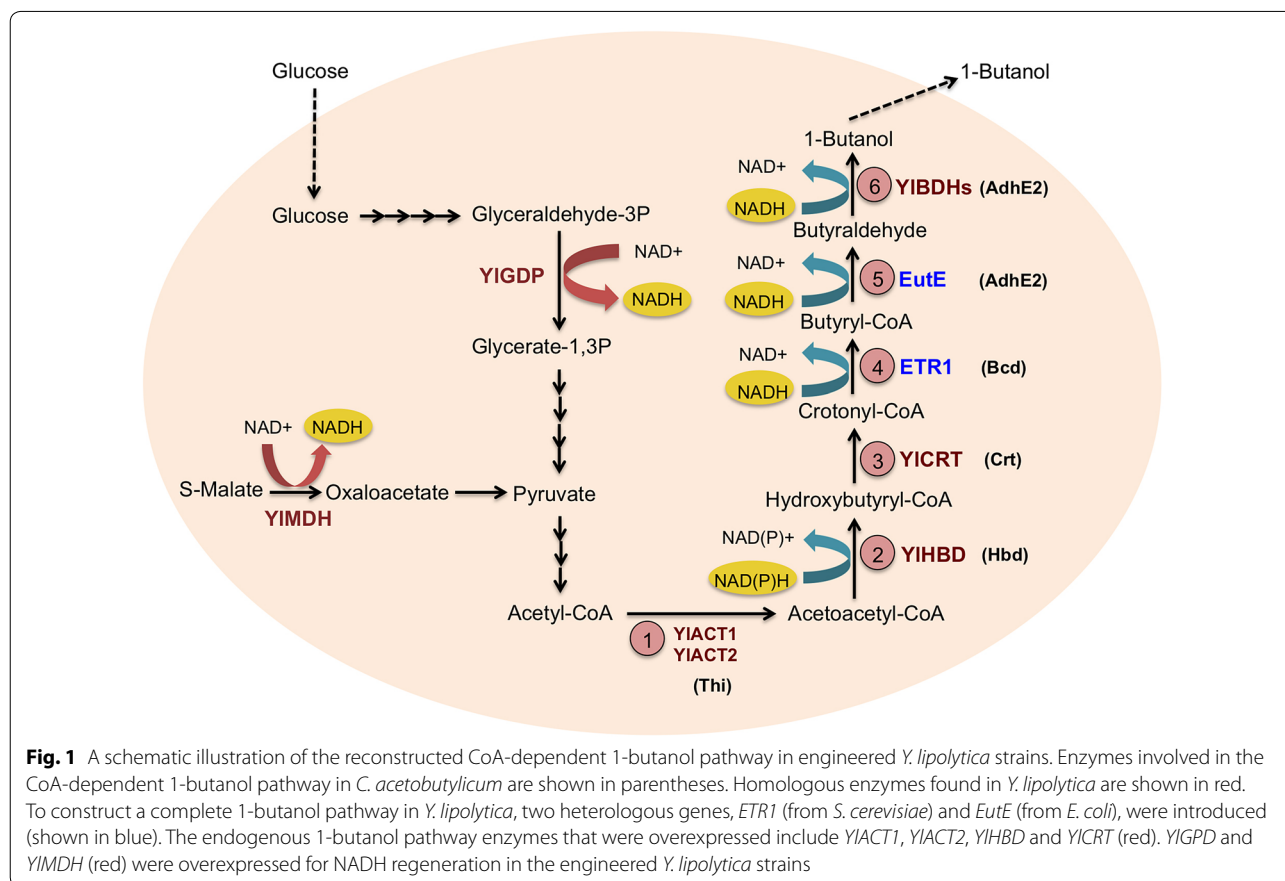 Glucose
1-Butanol
1-Butanol
NAD+
6 YlBDHs (AdhE2)
NADH
Glucose
Glyceraldehyde-3P
Butyraldehyde
NAD+
YlGDP
NADH
NAD+
5 EutE (AdhE2)
NADH
Butyryl-CoA
Glycerate-1,3P
NAD+
4 ETR1 (Bcd)
NADH
Crotonyl-CoA
NAD+ NADH
3 YlCRT (Crt)
S-Malate Oxaloacetate Pyruvate
YlMDH
Hydroxybutyryl-CoA
NAD(P)+
2 YlHBD (Hbd)
NAD(P)H
Acetyl-CoA
Acetoacetyl-CoA
1 YlACT1
YlACT2
(Thi)
Fig. 1 A schematic illustration of the reconstructed CoA-dependent 1-butanol pathway in engineered Y. lipolytica strains. Enzymes involved in the
CoA-dependent 1-butanol pathway in C. acetobutylicum are shown in parentheses. Homologous enzymes found in Y. lipolytica are shown in red.
To construct a complete 1-butanol pathway in Y. lipolytica, two heterologous genes, ETR1 (from S. cerevisiae) and EutE (from E. coli), were introduced
(shown in blue). The endogenous 1-butanol pathway enzymes that were overexpressed include YlACT1, YlACT2, YlHBD and YlCRT (red). YlGPD and
YlMDH (red) were overexpressed for NADH regeneration in the engineered Y. lipolytica strains